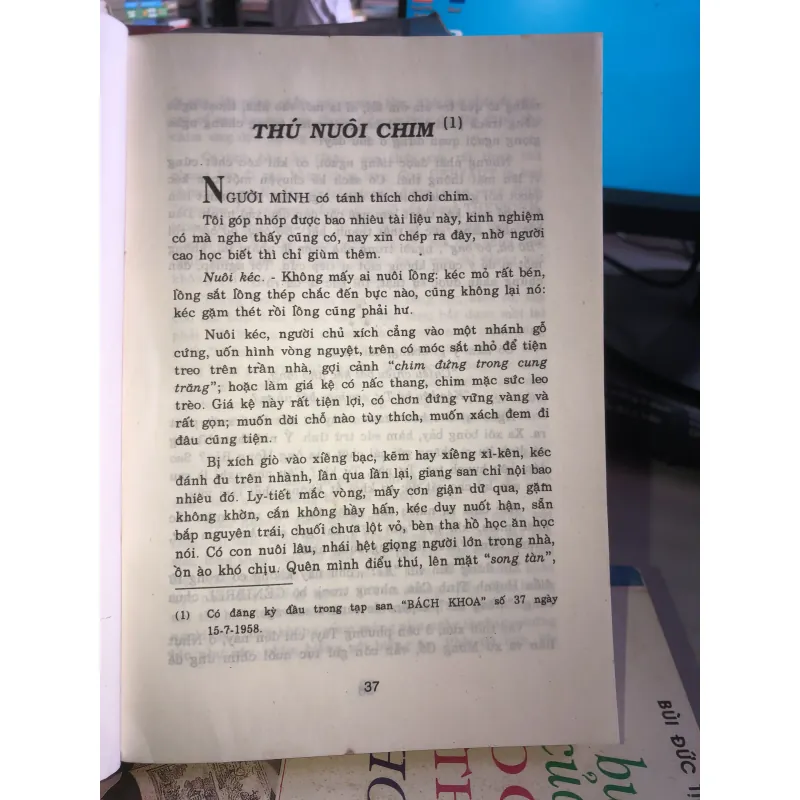 THÚ NUÔI CHIM (1)
NGƯỜI MÌNH có tánh thích chơi chim.
Tôi góp nhóp được bao nhiêu tài liệu này, kinh nghiệm
có mà nghe thấy cũng có, nay xin chép ra đây, nhờ người
cao học biết thì chỉ giùm thêm.
Nuôi kéc. - Không mấy ai nuôi lồng: kéc mỏ rất bén,
lồng sắt lồng thép chắc đến bực nào, cũng không lại nó:
kéc gặm thét rồi lồng cũng phải hư.
Nuôi kéc, người chủ xích cẳng vào một nhánh gỗ
cứng, uốn hình vòng nguyệt, trên có móc sắt nhỏ để tiện
treo trên trần nhà, gợi cảnh "chim đứng trong cung
trăng"; hoặc làm giá kệ có nấc thang, chim mặc sức leo
trèo. Giá kệ này rất tiện lợi, có chơn đứng vững vàng và
rất gọn; muốn dời chỗ nào tùy thích, muốn xách đem đi
đâu cũng tiện.
Bị xích giò vào xiềng bạc, kẽm hay xiềng xi-kên, kéc
đánh đu trên nhành, lần qua lần lại, giang san chỉ nội bao
nhiêu đó. Ly-tiết mắc vòng, mấy cơn giận dữ qua, gặm
không khờn, cắn không hầy hấn, kéc duy nuốt hận, sẵn
bắp nguyên trái, chuối chưa lột vỏ, bèn tha hồ học ăn học
nói. Có con nuôi lâu, nhái hệt giọng người lớn trong nhà,
ồn ào khó chịu. Quên mình điểu thú, lên mặt "song tàn",
(1) Có đăng kỳ đầu trong tạp san "BÁCH KHOA" số 37 ngày
15-7-1958.
37
BÙI ĐỨC